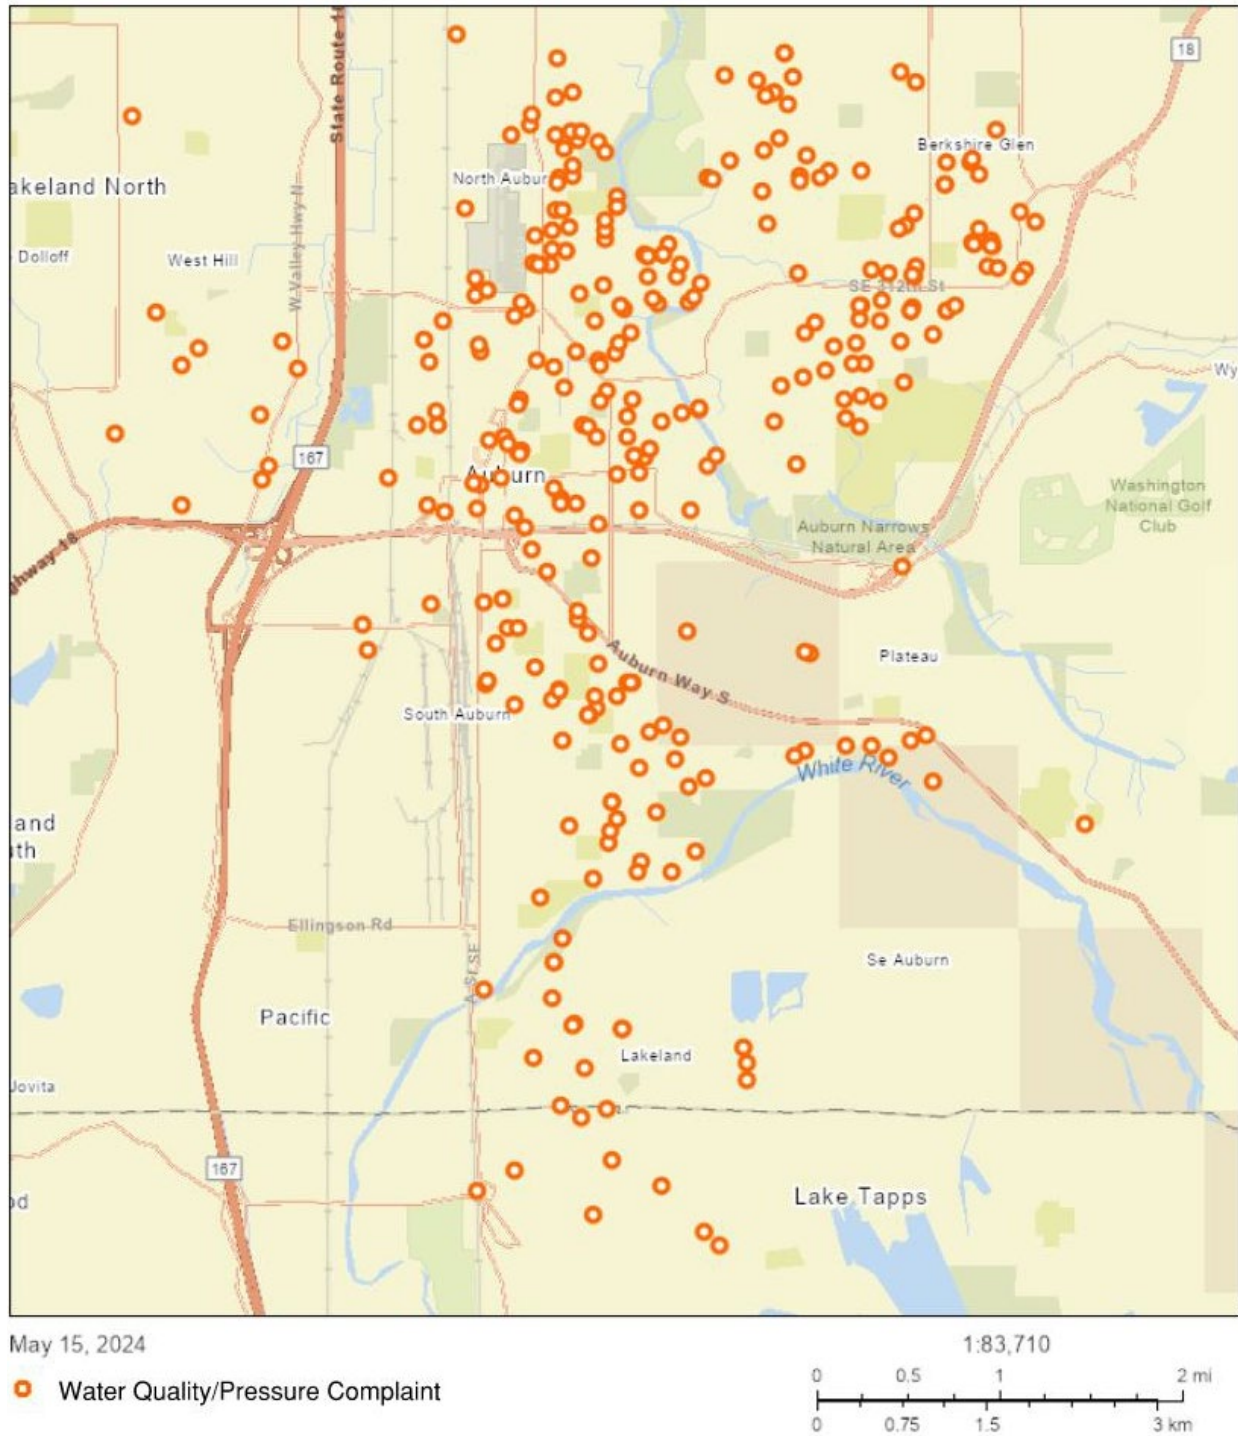 State Route 1
18
Berkshire Glen
North Auburn
akeland North
W Valley Hwy N
Dolloff
West Hill
SE 312th St
Wy
167
Auburn
Washington
National Golf
Club
Auburn Narrows
Natural Area
ghway 18
Auburn Way S
Plateau
South Auburn
White River
and
ith
Ellingson Rd
A St SE
Se Auburn
Pacific
Lakeland
Jovita
167
od
Lake Tapps
May 15, 2024
1:83,710
Water Quality/Pressure Complaint
0 0.5 1 2 mi
0 0.75 1.5 3 km